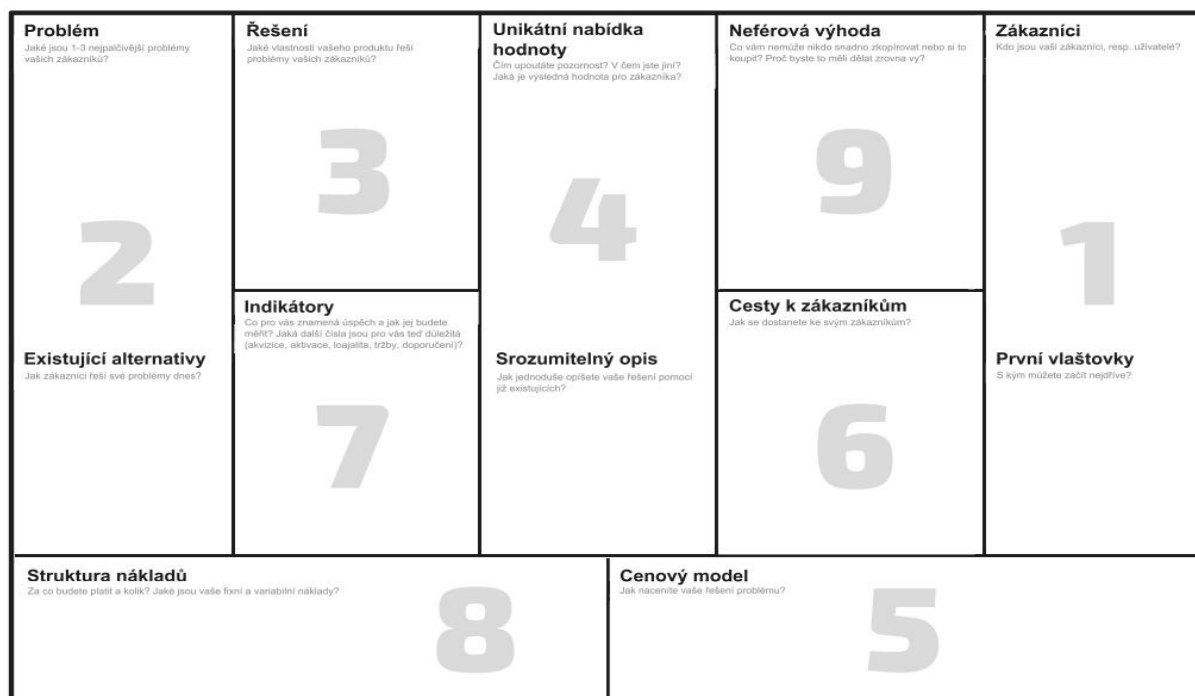 Problém
Jaké jsou 1-3 nejpalčivější problémy
vašich zákazníků?
2
Existující alternativy
Jak zákazníci řeší své problémy dnes?
Řešení
Jaké vlastnosti vašeho produktu řeší
problémy vašich zákazníků?
3
Indikátory
Co pro vás znamená úspěch a jak jej budete
měřit? Jaká další čísla jsou pro vás teď důležitá
(akvizice, aktivace, loajalita, tržby, doporučení)?
7
Unikátní nabídka
hodnoty
Čím upoutáte pozornost? V čem jste jiní?
Jaká je výsledná hodnota pro zákazníka?
4
Srozumitelný opis
Jak jednoduše opíšete vaše řešení pomocí
již existujících?
Neférová výhoda
Co vám nemůže nikdo snadno zkopírovat nebo si to
koupit? Proč byste to měli dělat zrovna vy?
9
Cesty k zákazníkům
Jak se dostanete ke svým zákazníkům?
6
Zákazníci
Kdo jsou vaši zákazníci, resp. uživatelé?
1
První vlaštovky
S kým můžete začít nejdříve?
Struktura nákladů
Za co budete platit a kolik? Jaké jsou vaše fixní a variabilní náklady?
8
Cenový model
Jak naceníte vaše řešení problému?
5